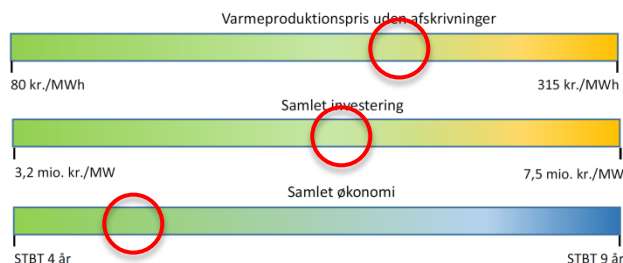 Varmeproduktionspris uden afskrivninger
80 kr./MWh 315 kr./MWh
Samlet investering
3,2 mio. kr./MW 7,5 mio. kr./MW
Samlet økonomi
STBT 4 år STBT 9 år